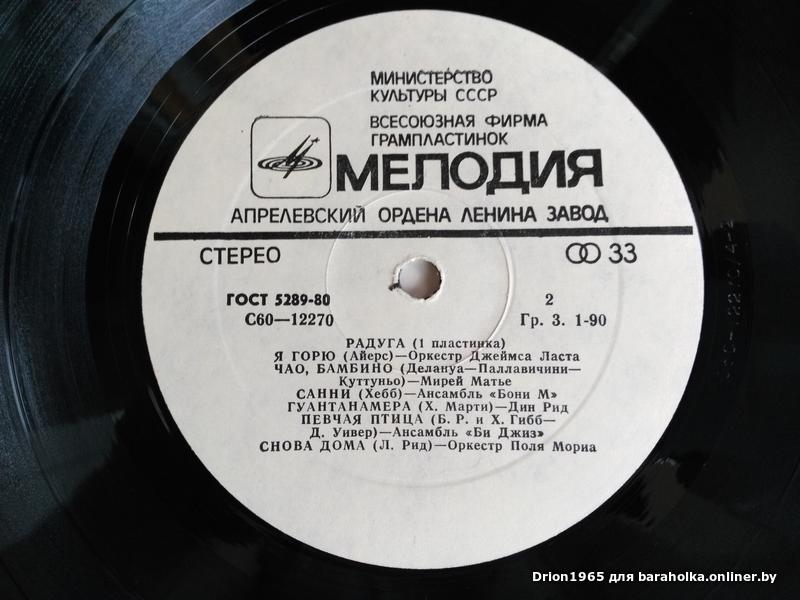 МИНИСТЕРСТВО
КУЛЬТУРЫ СССР
ВСЕСОЮЗНАЯ ФИРМА
ГРАМПЛАСТИНОК
МЕЛОДИЯ
АПРЕЛЕВСКИЙ ОРДЕНА ЛЕНИНА ЗАВОД
СТЕРЕО 33
ГОСТ 5289-80 2
С60—12270 Гр. 3. 1-90
РАДУГА (1 пластинка)
Я ГОРЮ (Айерс)—Оркестр Джеймса Ласта
ЧАО, БАМБИНО (Делануа—Паллавичини—
Куттуньо)—Мирей Матье
САННИ (Хебб)—Ансамбль «Бони М»
ГУАНТАНАМЕРА (Х. Марти)—Дин Рид
ПЕВЧАЯ ПТИЦА (Б. Р. и Х. Гибб—
Д. Уивер)—Ансамбль «Би Джиз»
СНОВА ДОМА (Л. Рид)—Оркестр Поля Мориа
Drion1965 для baraholka.onliner.by